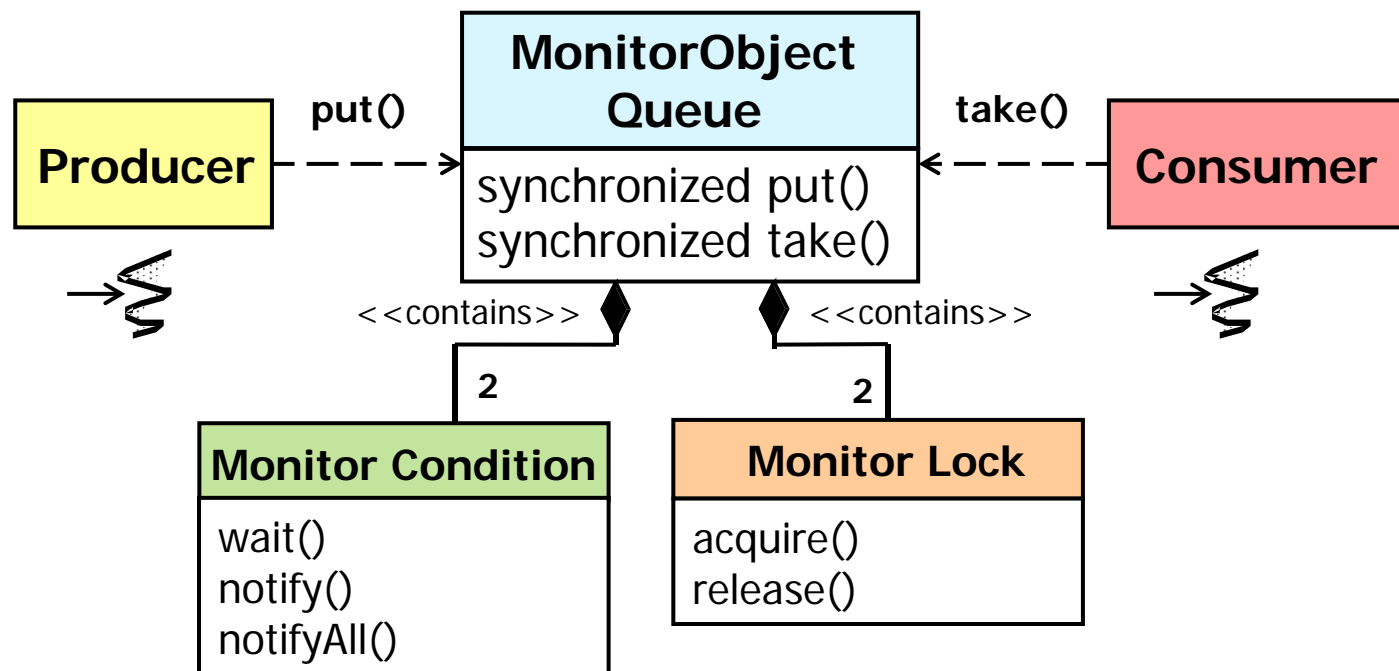 MonitorObject
Queue
put()
take()
Producer
Consumer
synchronized put()
synchronized take()
<<contains>>
<<contains>>
2
2
Monitor Condition
wait()
notify()
notifyAll()
Monitor Lock
acquire()
release()